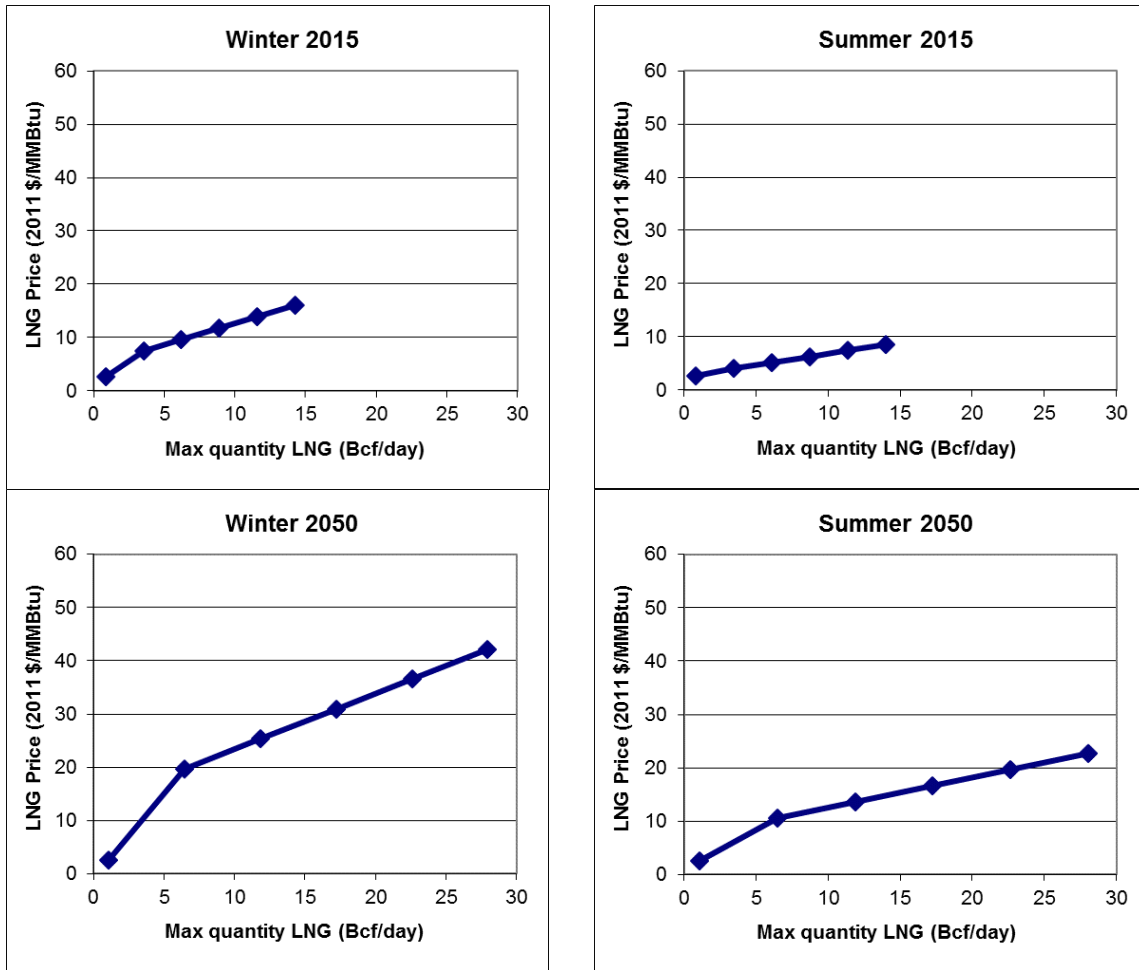 Winter 2015
LNG Price (2011 $/MMBtu)
60
50
40
30
20
10
0
0 5 10 15 20 25 30
Max quantity LNG (Bcf/day)
Summer 2015
LNG Price (2011 $/MMBtu)
60
50
40
30
20
10
0
0 5 10 15 20 25 30
Max quantity LNG (Bcf/day)
Winter 2050
LNG Price (2011 $/MMBtu)
60
50
40
30
20
10
0
0 5 10 15 20 25 30
Max quantity LNG (Bcf/day)
Summer 2050
LNG Price (2011 $/MMBtu)
60
50
40
30
20
10
0
0 5 10 15 20 25 30
Max quantity LNG (Bcf/day)